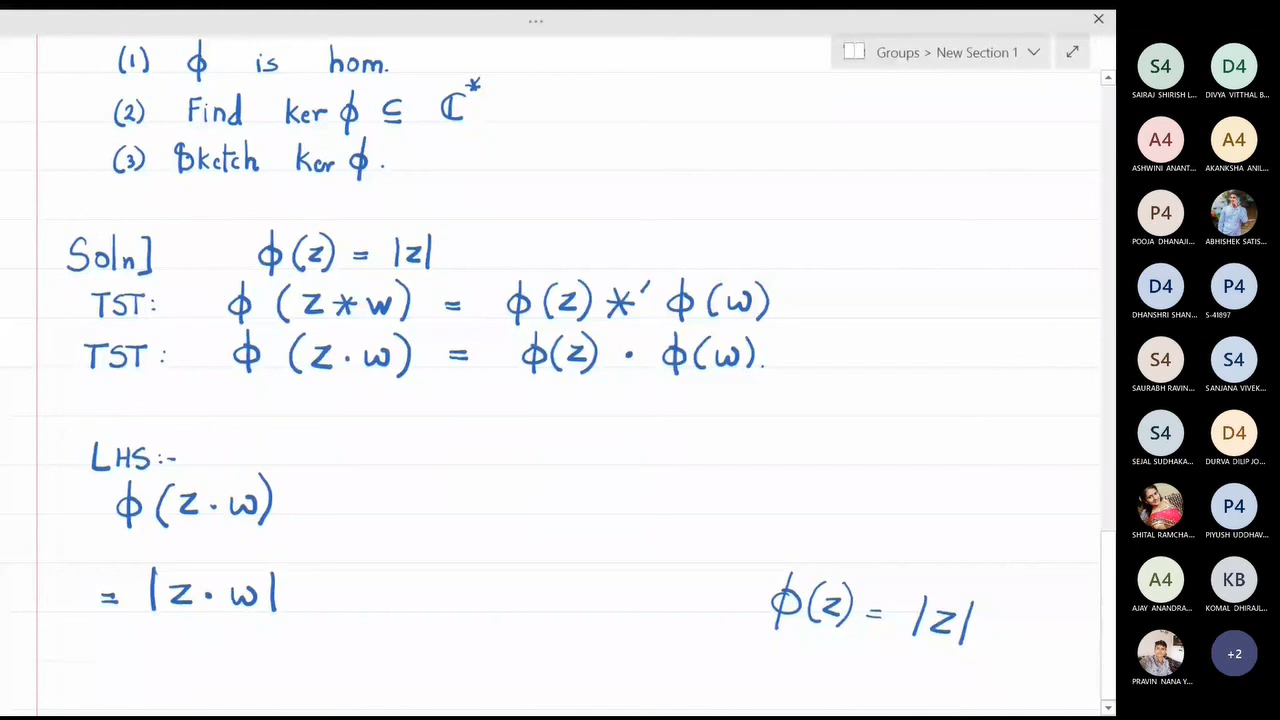 ...
Groups > New Section 1
(1) ϕ is hom.
(2) Find ker ϕ ⊆ ℂ*
(3) Sketch ker ϕ.
Soln] ϕ(z) = |z|
TST: ϕ (z * w) = ϕ(z) *′ ϕ(w)
TST: ϕ (z · w) = ϕ(z) · ϕ(w).
LHS:-
ϕ(z · w)
= |z · w|
ϕ(z) = |z|
S4 D4
SAIRAJ SHIRISH L... DIVYA VITTHAL B...
A4 A4
ASHWINI ANANT... AKANKSHA ANIL...
P4
POOJA DHANAJI... ABHISHEK SATIS...
D4 P4
DHANSHRI SHAN... S-41897
S4 S4
SAURABH RAVIN... SANJANA VIVEK...
S4 D4
SEJAL SUDHAKA... DURVA DILIP JO...
P4
SHITAL RAMCHA... PIYUSH UDDHAV...
A4 KB
AJAY ANANDRA... KOMAL DHIRAJL...
+2
PRAVIN NANA Y...